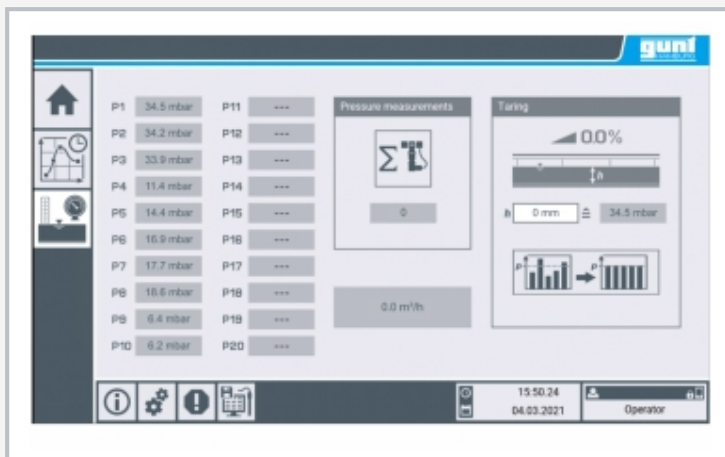 gunt
HAMBURG
P1 34.5 mbar P11 ---
P2 34.2 mbar P12 ---
P3 33.9 mbar P13 ---
P4 11.4 mbar P14 ---
P5 14.4 mbar P15 ---
P6 16.9 mbar P16 ---
P7 17.7 mbar P17 ---
P8 18.6 mbar P18 ---
P9 6.4 mbar P19 ---
P10 6.2 mbar P20 ---
Pressure measurements
Σ
0
0.0 m³/h
Taring
0.0%
h
h 0 mm ≙ 34.5 mbar
P P
15:50.24
04.03.2021
Operator